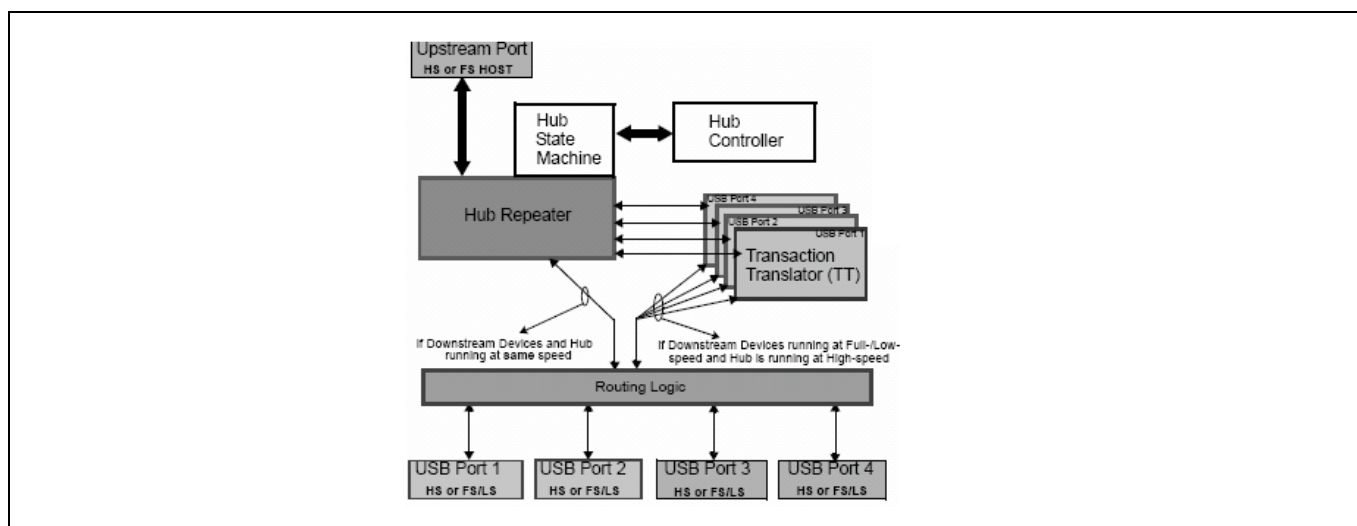 Upstream Port
HS or FS HOST
Hub
State
Machine
Hub
Controller
Hub Repeater
USB Port 4
USB Port 3
USB Port 2
USB Port 1
Transaction
Translator (TT)
If Downstream Devices and Hub
running at same speed
If Downstream Devices running at Full-/Low-
speed and Hub is running at High-speed
Routing Logic
USB Port 1
HS or FS/LS
USB Port 2
HS or FS/LS
USB Port 3
HS or FS/LS
USB Port 4
HS or FS/LS